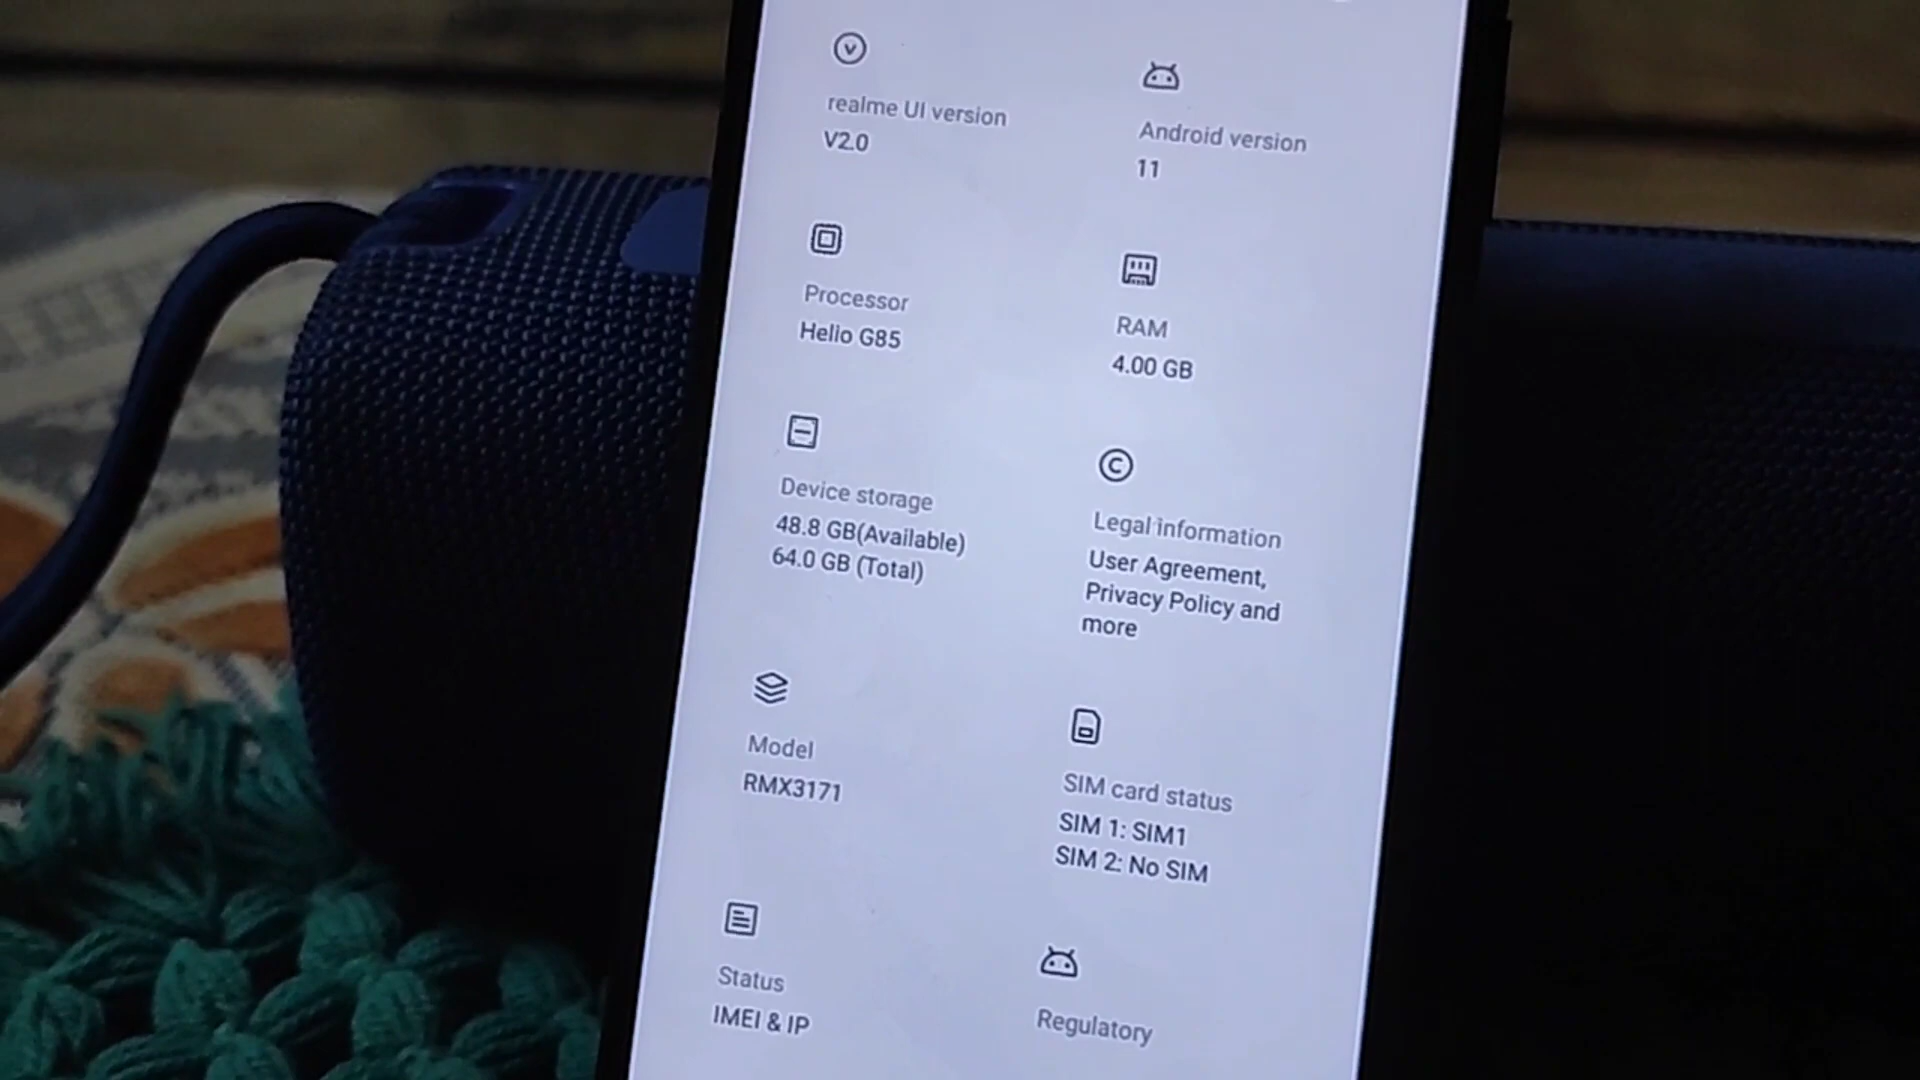 realme UI version
V2.0
Android version
11
Processor
Helio G85
RAM
4.00 GB
Device storage
48.8 GB(Available)
64.0 GB (Total)
Legal information
User Agreement,
Privacy Policy and
more
Model
RMX3171
SIM card status
SIM 1: SIM1
SIM 2: No SIM
Status
IMEI & IP
Regulatory